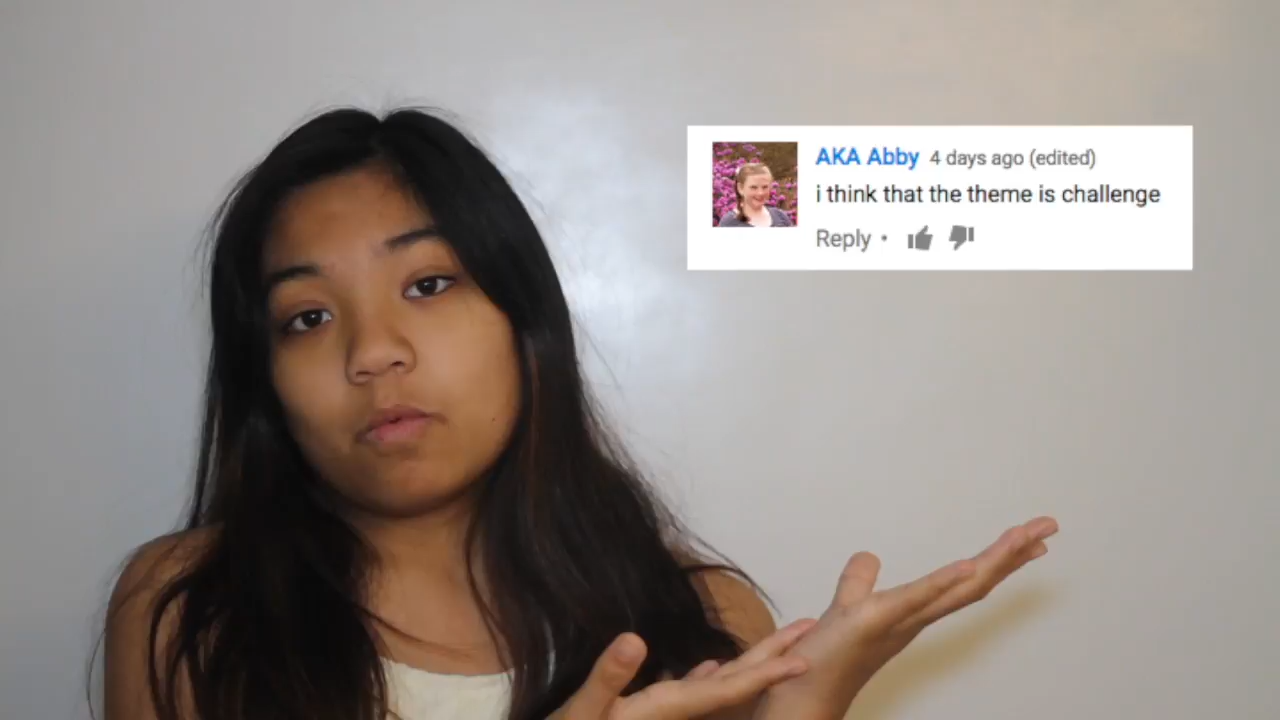 AKA Abby 4 days ago (edited)
i think that the theme is challenge
Reply •